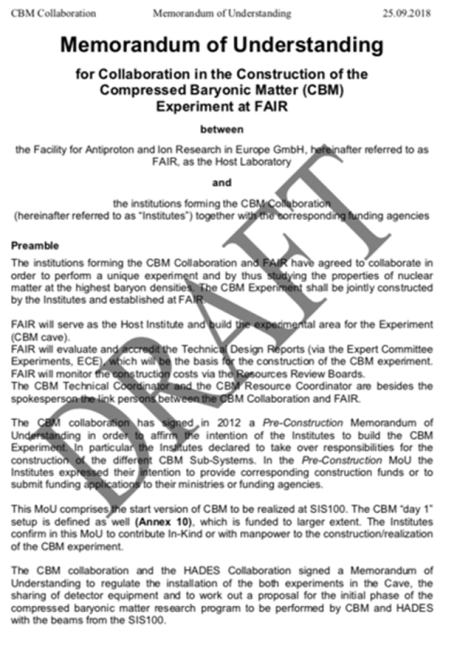 CBM Collaboration Memorandum of Understanding 25.09.2018
Memorandum of Understanding
for Collaboration in the Construction of the
Compressed Baryonic Matter (CBM)
Experiment at FAIR
between
the Facility for Antiproton and Ion Research in Europe GmbH, hereinafter referred to as
FAIR, as the Host Laboratory
and
the institutions forming the CBM Collaboration
(hereinafter referred to as "Institutes") together with the corresponding funding agencies
Preamble
The institutions forming the CBM Collaboration and FAIR have agreed to collaborate in
order to perform a unique experiment and by thus studying the properties of nuclear
matter at the highest baryon densities. The CBM Experiment shall be jointly constructed
by the Institutes and established at FAIR.
FAIR will serve as the Host Institute and build the experimental area for the Experiment
(CBM cave).
FAIR will evaluate and accredit the Technical Design Reports (via the Expert Committee
Experiments, ECE), which will be the basis for the construction of the CBM experiment.
FAIR will monitor the construction costs via the Resources Review Boards.
The CBM Technical Coordinator and the CBM Resource Coordinator are besides the
spokesperson the link persons between the CBM Collaboration and FAIR.
The CBM collaboration has signed in 2012 a Pre-Construction Memorandum of
Understanding in order to affirm the intention of the Institutes to build the CBM
Experiment. In particular the Institutes declared to take over responsibilities for the
construction of the different CBM Sub-Systems. In the Pre-Construction MoU the
Institutes expressed their intention to provide corresponding construction funds or to
submit funding applications to their ministries or funding agencies.
This MoU comprises the start version of CBM to be realized at SIS100. The CBM "day 1"
setup is defined as well (Annex 10), which is funded to larger extent. The Institutes
confirm in this MoU to contribute In-Kind or with manpower to the construction/realization
of the CBM experiment.
The CBM collaboration and the HADES Collaboration signed a Memorandum of
Understanding to regulate the installation of the both experiments in the Cave, the
sharing of detector equipment and to work out a proposal for the initial phase of the
compressed baryonic matter research program to be performed by CBM and HADES
with the beams from the SIS100.
DRAFT